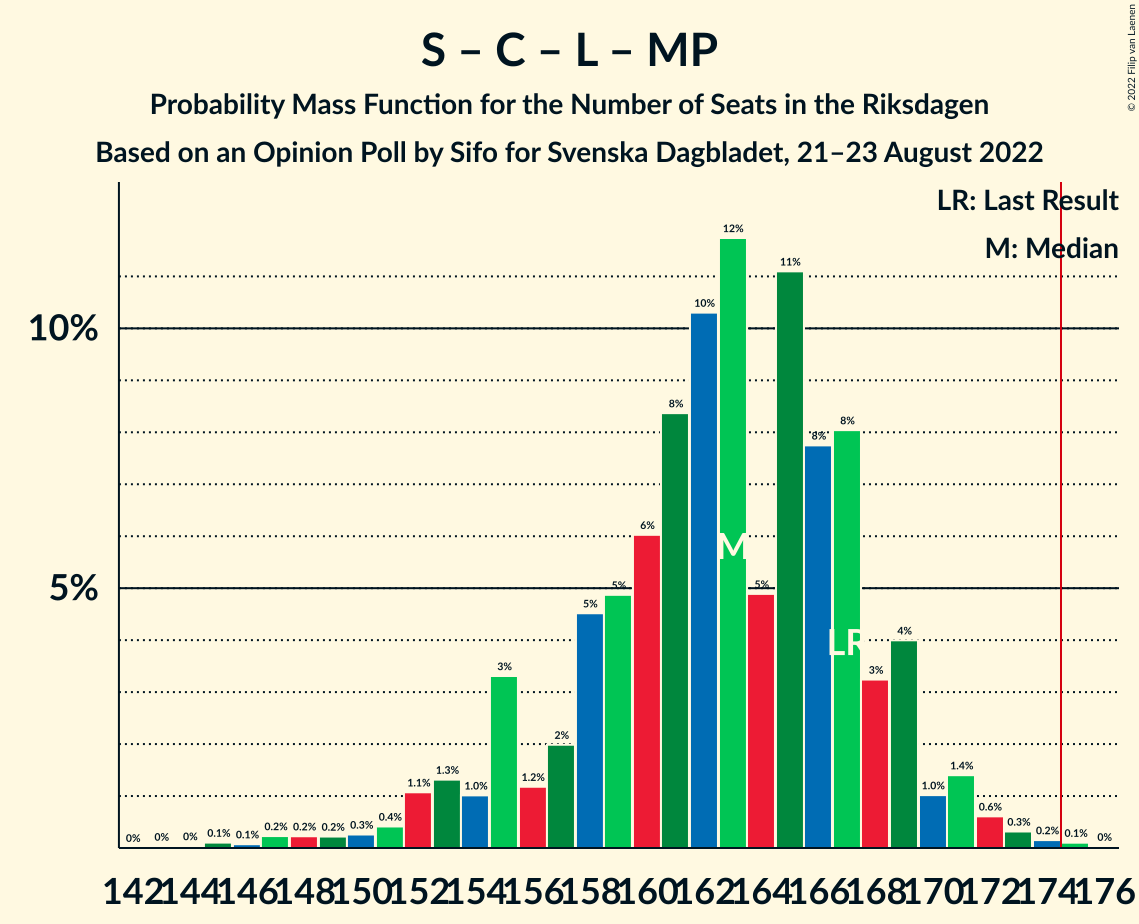 S – C – L – MP
Probability Mass Function for the Number of Seats in the Riksdagen
Based on an Opinion Poll by Sifo for Svenska Dagbladet, 21–23 August 2022
© 2022 Filip van Laenen
LR: Last Result
M: Median
10%
5%
0% 0% 0% 0.1% 0.1% 0.2% 0.2% 0.2% 0.3% 0.4% 1.1% 1.3% 1.0% 3% 1.2% 2% 5% 5% 6% 8% 10% 12% 5% 11% 8% 8% 3% 4% 1.0% 1.4% 0.6% 0.3% 0.2% 0.1% 0%
M
LR
142 144 146 148 150 152 154 156 158 160 162 164 166 168 170 172 174 176